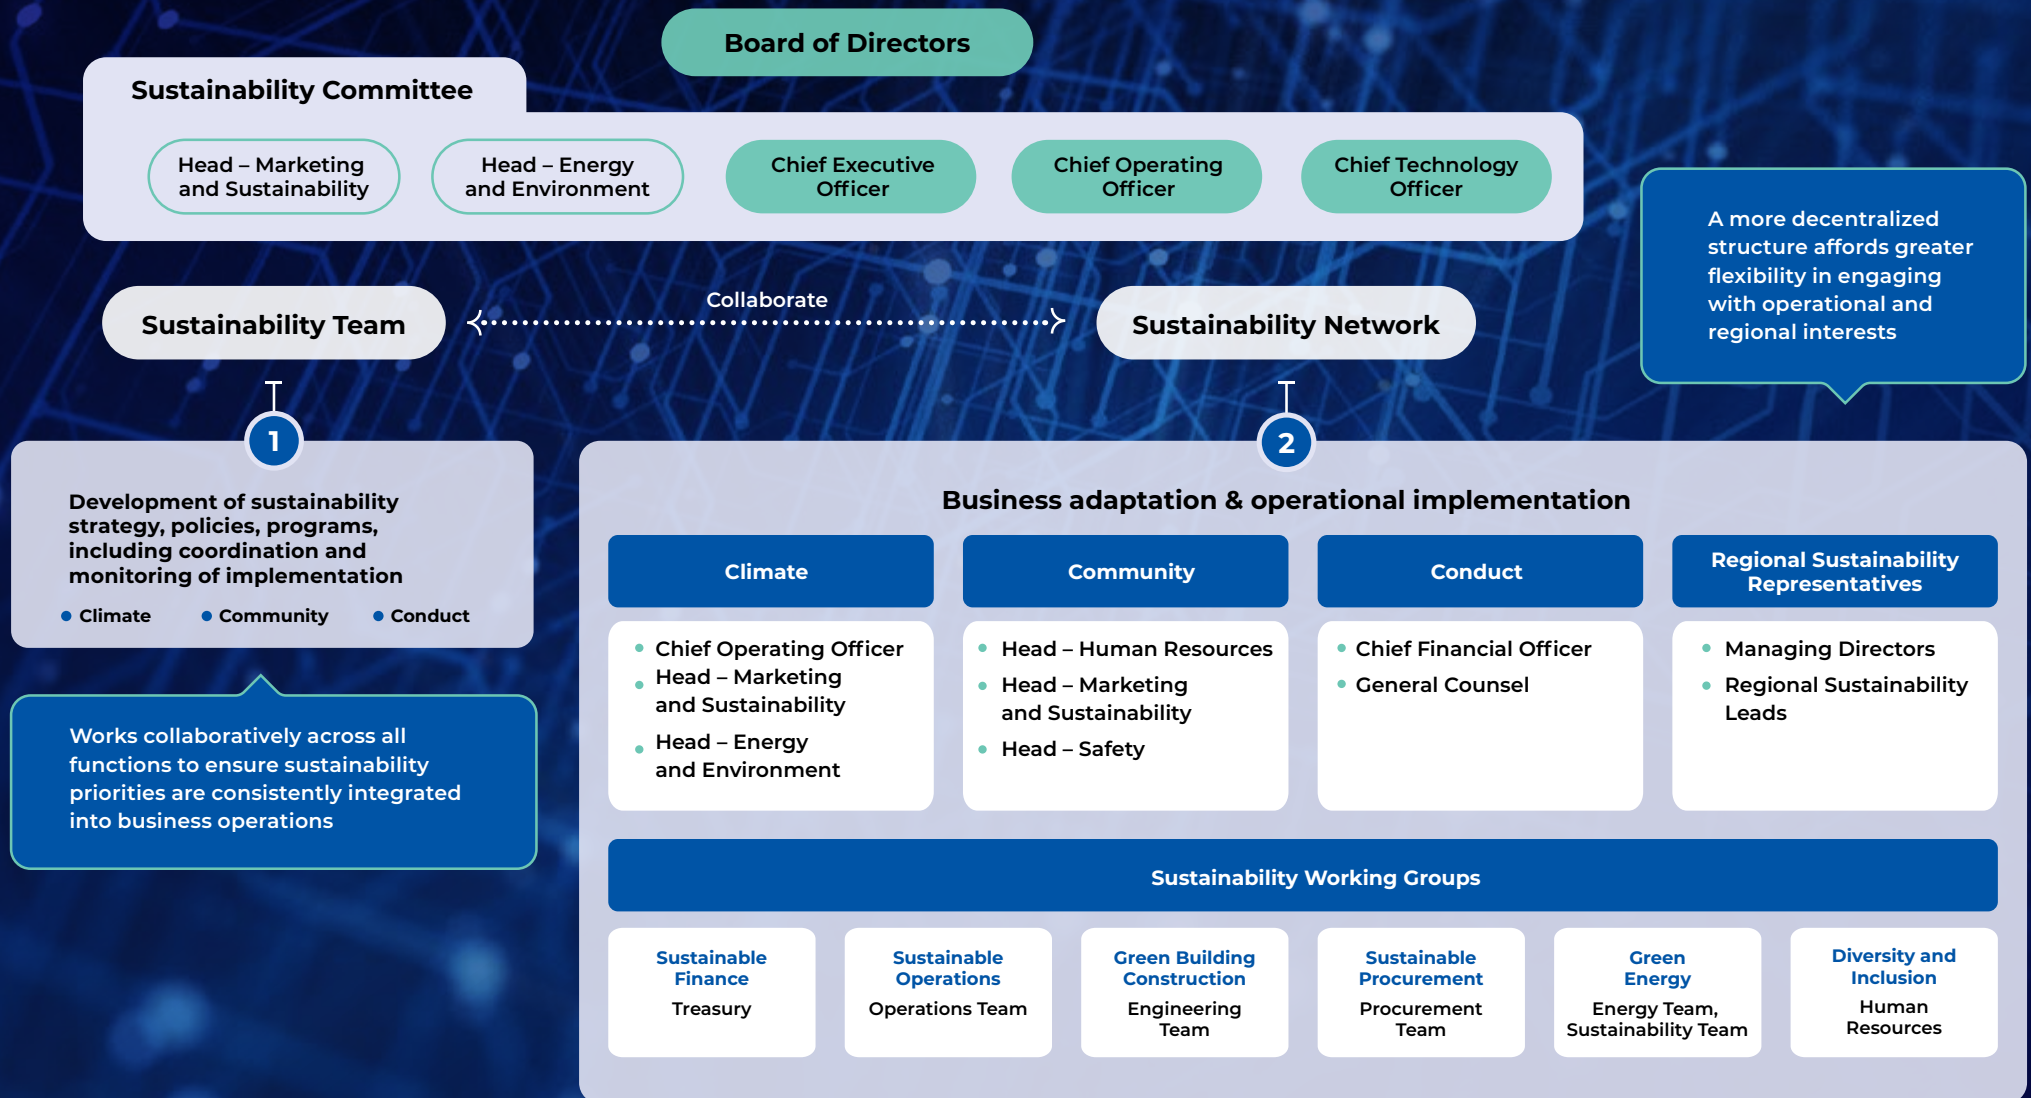 Board of Directors
Sustainability Committee
Head – Marketing
and Sustainability
Head – Energy
and Environment
Chief Executive
Officer
Chief Operating
Officer
Chief Technology
Officer
A more decentralized
structure affords greater
flexibility in engaging
with operational and
regional interests
Sustainability Team
Collaborate
Sustainability Network
1
Development of sustainability
strategy, policies, programs,
including coordination and
monitoring of implementation
• Climate • Community • Conduct
Works collaboratively across all
functions to ensure sustainability
priorities are consistently integrated
into business operations
2
Business adaptation & operational implementation
Climate
• Chief Operating Officer
• Head – Marketing
and Sustainability
• Head – Energy
and Environment
Community
• Head – Human Resources
• Head – Marketing
and Sustainability
• Head – Safety
Conduct
• Chief Financial Officer
• General Counsel
Regional Sustainability
Representatives
• Managing Directors
• Regional Sustainability
Leads
Sustainability Working Groups
Sustainable
Finance
Treasury
Sustainable
Operations
Operations Team
Green Building
Construction
Engineering
Team
Sustainable
Procurement
Procurement
Team
Green
Energy
Energy Team,
Sustainability Team
Diversity and
Inclusion
Human
Resources